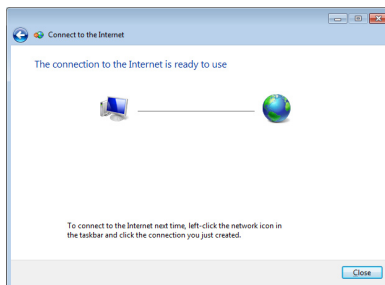 Connect to the Internet
The connection to the Internet is ready to use
To connect to the Internet next time, left-click the network icon in
the taskbar and click the connection you just created.
Close